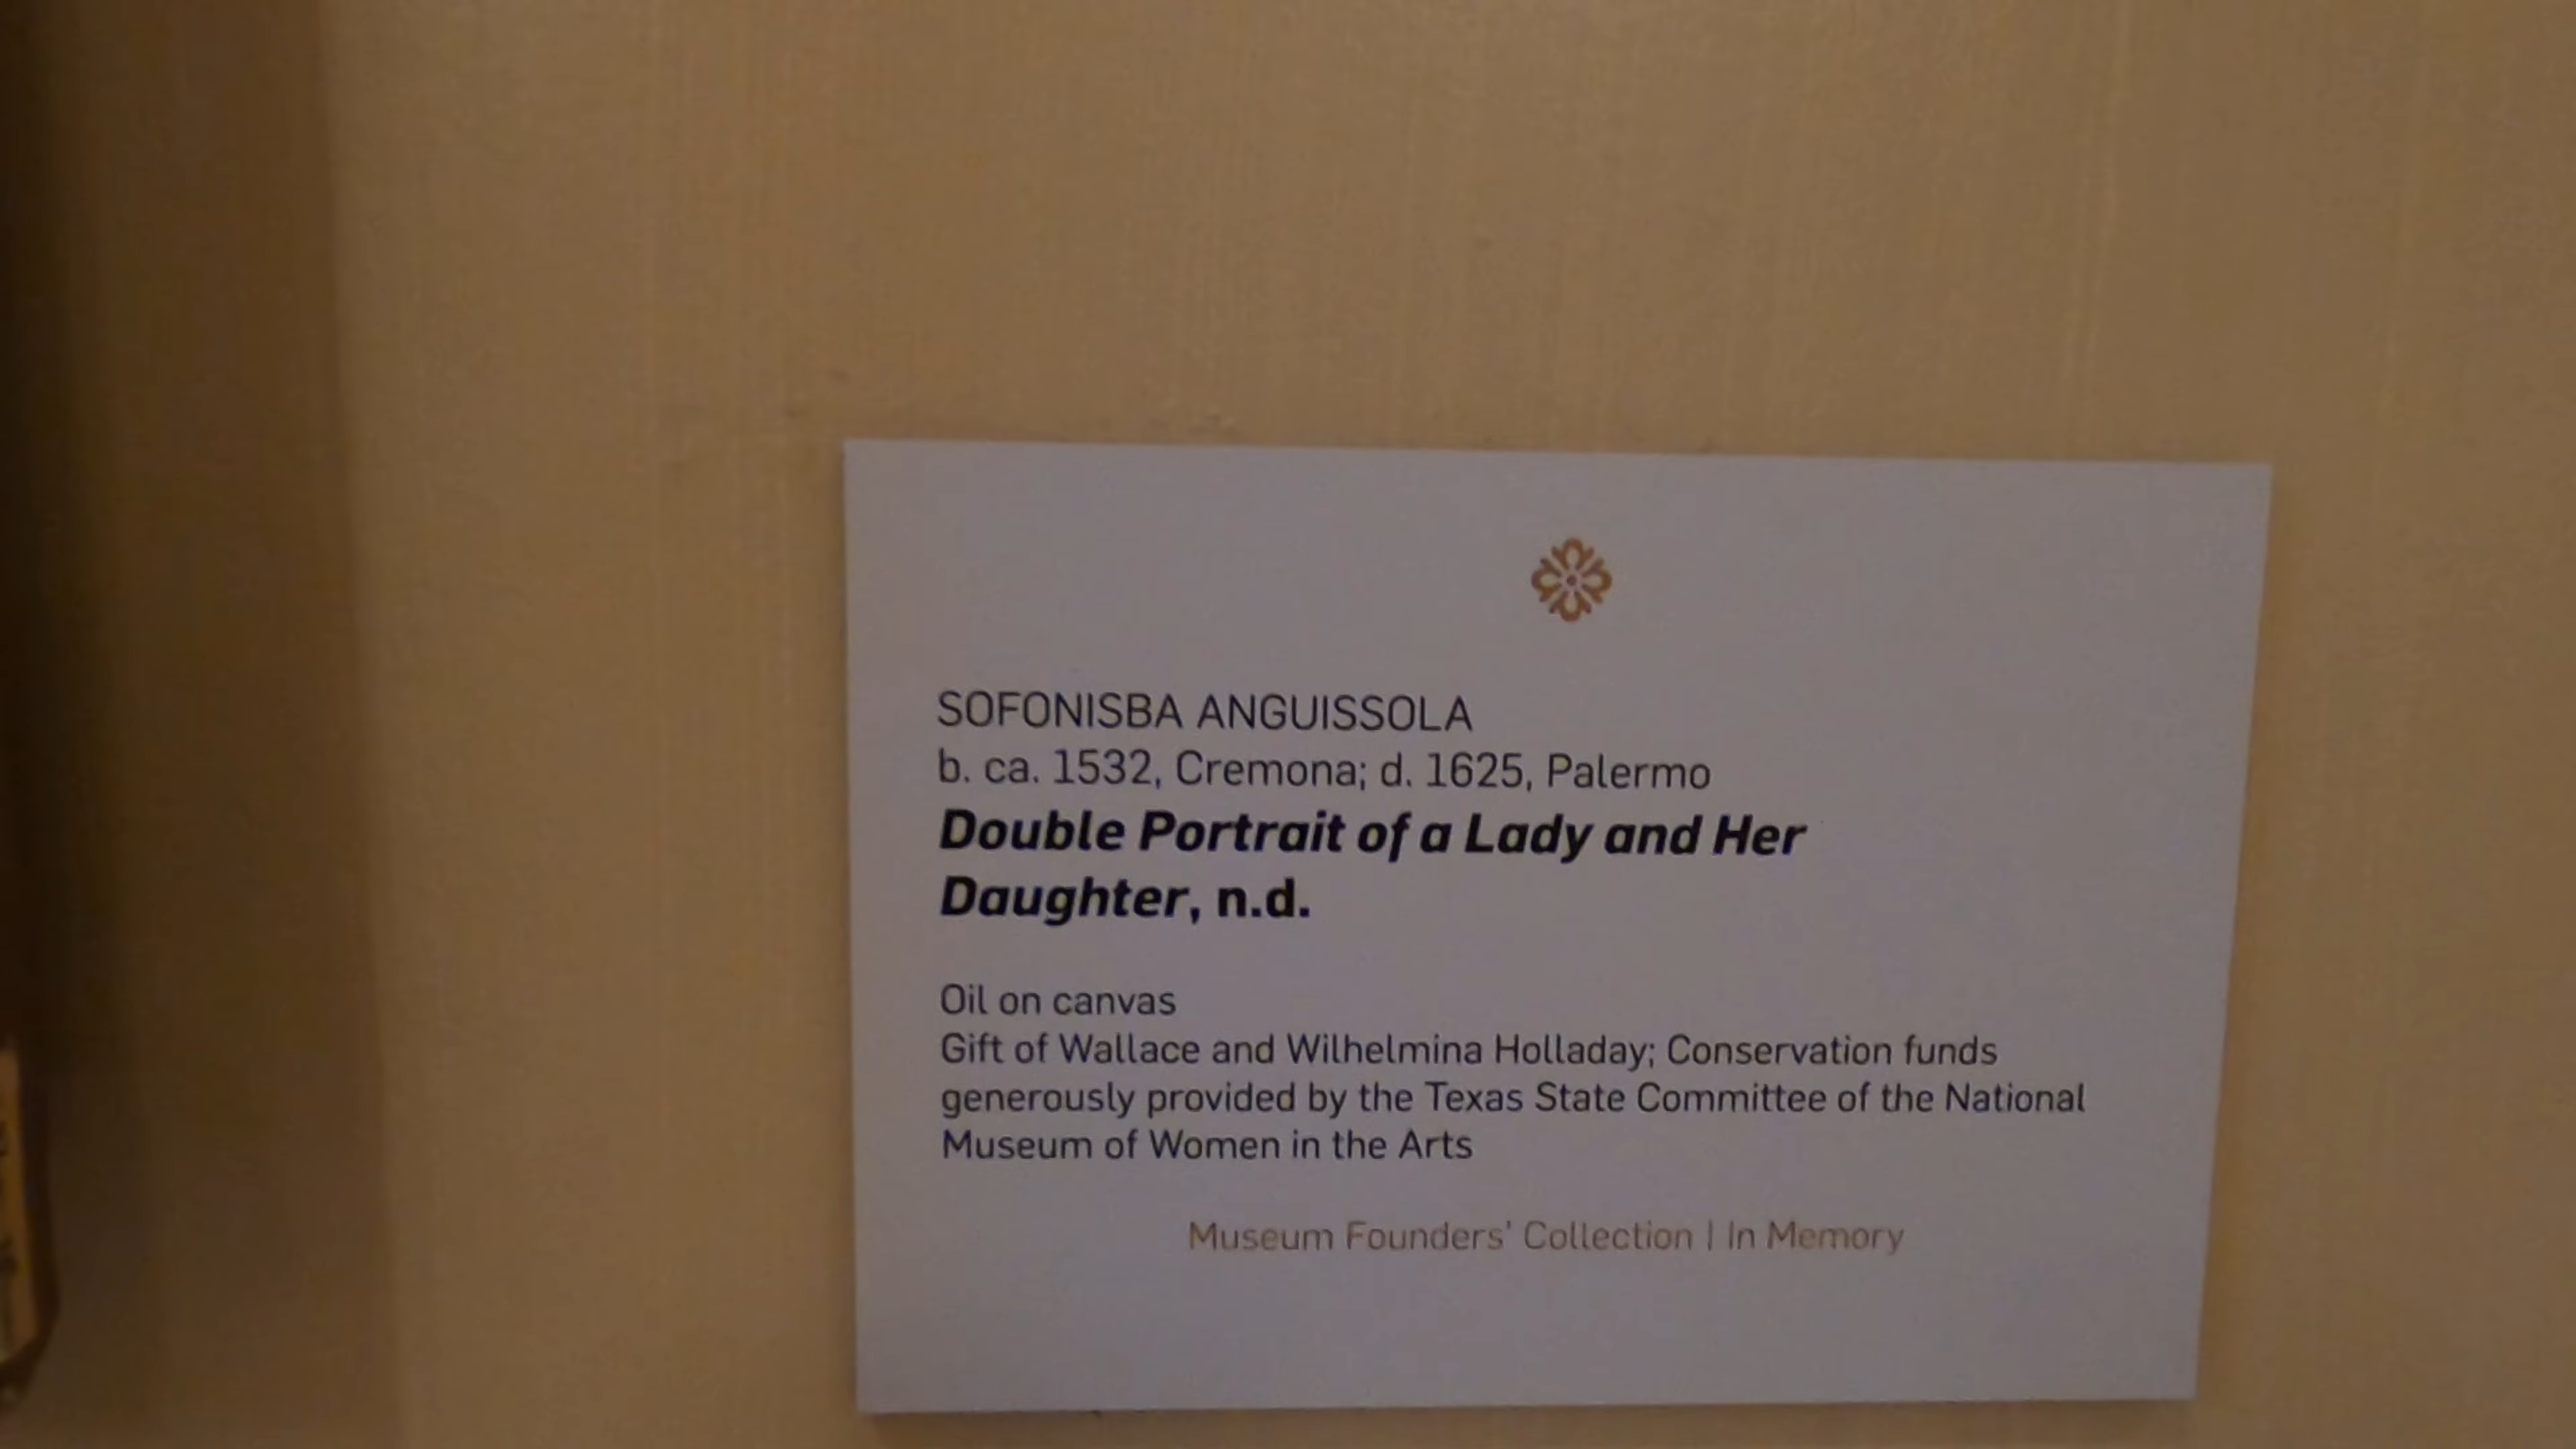 SOFONISBA ANGUISSOLA
b. ca. 1532, Cremona; d. 1625, Palermo
Double Portrait of a Lady and Her
Daughter, n.d.
Oil on canvas
Gift of Wallace and Wilhelmina Holladay; Conservation funds
generously provided by the Texas State Committee of the National
Museum of Women in the Arts
Museum Founders' Collection | In Memory